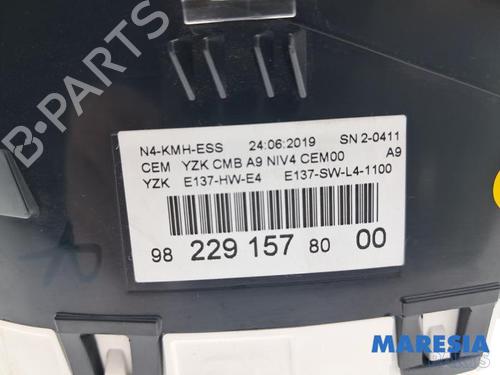 B-PARTS
N4-KMH-ESS 24:06:2019 SN 2-0411
CEM YZK CMB A9 NIV4 CEM00 A9
YZK E137-HW-E4 E137-SW-L4-1100
98 229 157 80 00
MARESIA